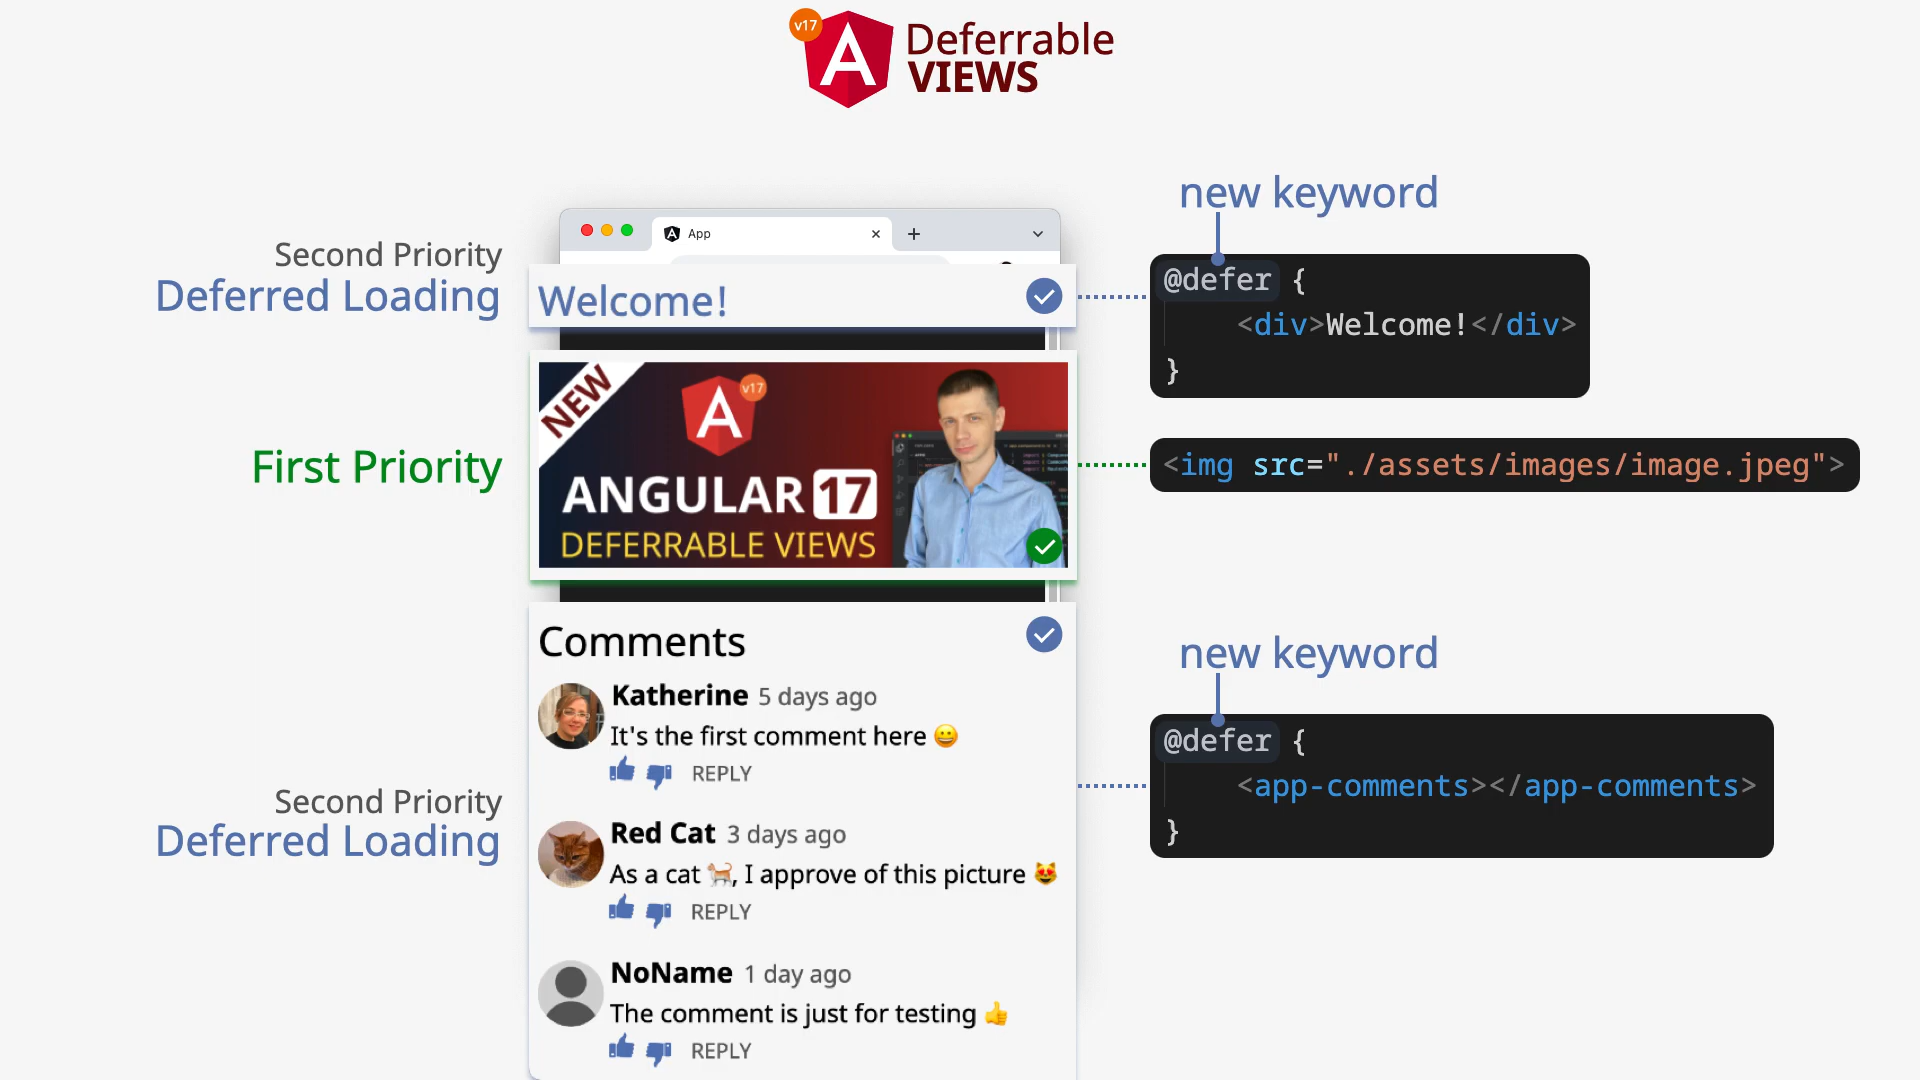 v17
Deferrable
VIEWS
new keyword
App
Second Priority
Deferred Loading
Welcome!
@defer {
<div>Welcome!</div>
}
NEW
v17
First Priority
ANGULAR 17
DEFERRABLE VIEWS
<img src="./assets/images/image.jpeg">
Comments
new keyword
Katherine 5 days ago
It's the first comment here 😀
REPLY
@defer {
<app-comments></app-comments>
}
Second Priority
Deferred Loading
Red Cat 3 days ago
As a cat 🐈, I approve of this picture 😻
REPLY
NoName 1 day ago
The comment is just for testing 👍
REPLY